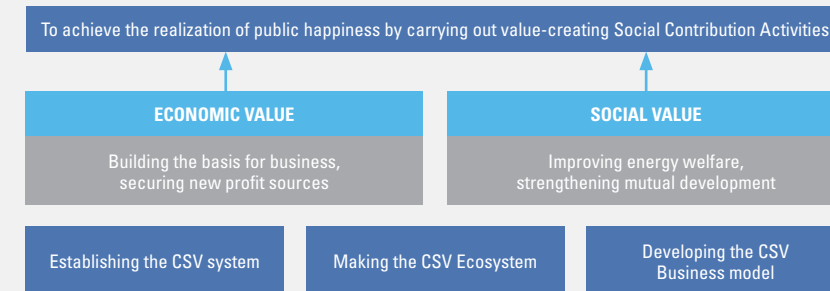 To achieve the realization of public happiness by carrying out value-creating Social Contribution Activities
ECONOMIC VALUE
Building the basis for business,
securing new profit sources
SOCIAL VALUE
Improving energy welfare,
strengthening mutual development
Establishing the CSV system
Making the CSV Ecosystem
Developing the CSV
Business model